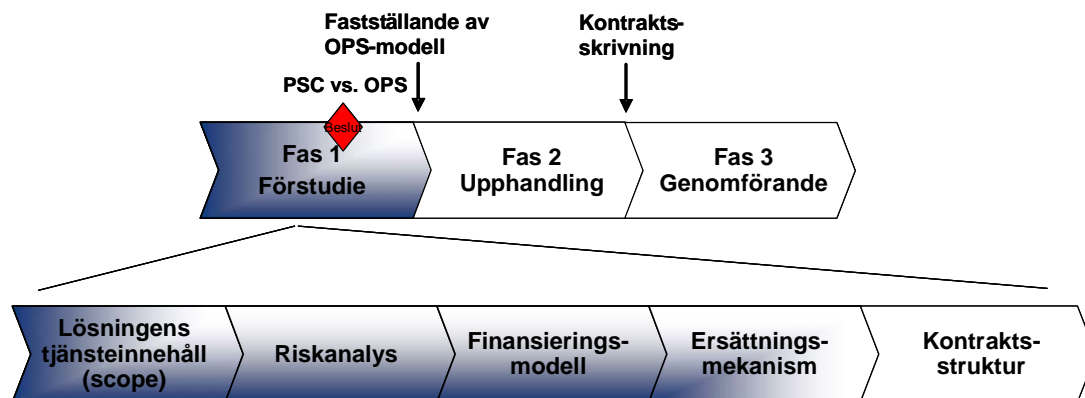 Fastställande av
OPS-modell
Kontrakts-
skrivning
PSC vs. OPS
Beslut
Fas 1
Förstudie
Fas 2
Upphandling
Fas 3
Genomförande
Lösningens
tjänsteinnehåll
(scope)
Riskanalys
Finansierings-
modell
Ersättnings-
mekanism
Kontrakts-
struktur